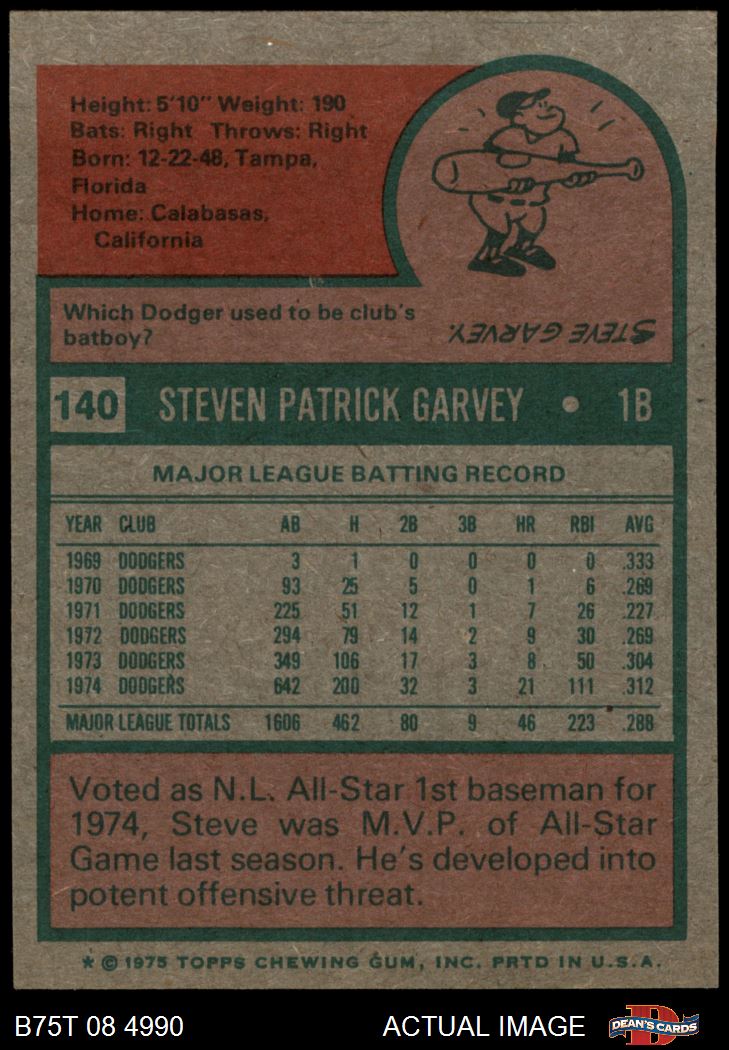 Height: 5'10" Weight: 190
Bats: Right Throws: Right
Born: 12-22-48, Tampa,
Florida
Home: Calabasas,
California
Which Dodger used to be club's
batboy?
STEVE GARVEY.
140 STEVEN PATRICK GARVEY • 1B
MAJOR LEAGUE BATTING RECORD
YEAR CLUB AB H 2B 3B HR RBI AVG
1969 DODGERS 3 1 0 0 0 0 .333
1970 DODGERS 93 25 5 0 1 6 .269
1971 DODGERS 225 51 12 1 7 26 .227
1972 DODGERS 294 79 14 2 9 30 .269
1973 DODGERS 349 106 17 3 8 50 .304
1974 DODGERS 642 200 32 3 21 111 .312
MAJOR LEAGUE TOTALS 1606 462 80 9 46 223 .288
Voted as N.L. All-Star 1st baseman for
1974, Steve was M.V.P. of All-Star
Game last season. He's developed into
potent offensive threat.
* © 1975 TOPPS CHEWING GUM, INC. PRTD IN U.S.A.
B75T 08 4990 ACTUAL IMAGE D DEAN'S CARDS